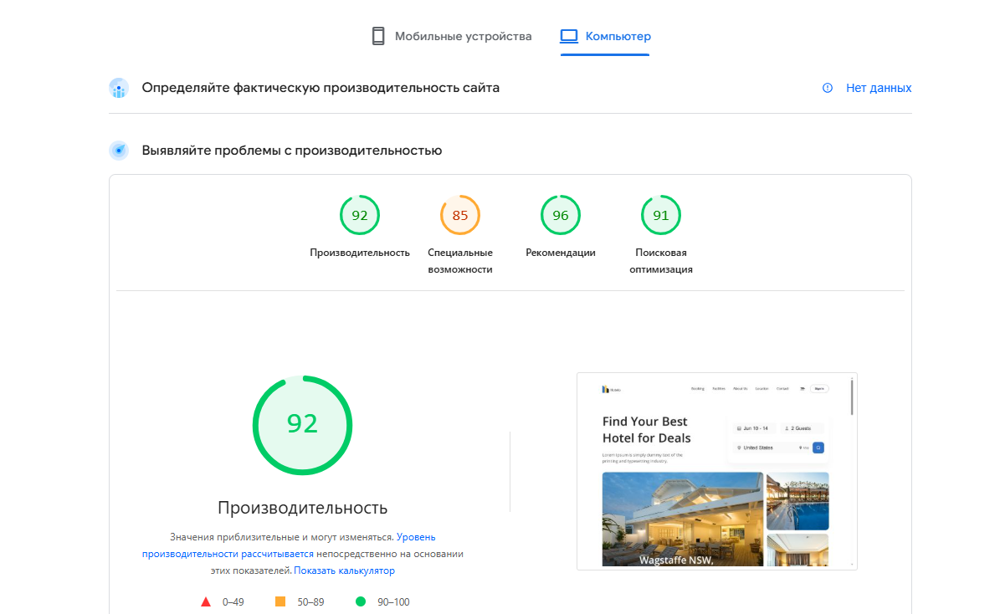 Мобильные устройства
Компьютер
Определяйте фактическую производительность сайта
Нет данных
Выявляйте проблемы с производительностью
92
85
96
91
Производительность
Специальные
возможности
Рекомендации
Поисковая
оптимизация
92
Производительность
Значения приблизительные и могут изменяться. Уровень
производительности рассчитывается непосредственно на основании
этих показателей. Показать калькулятор
0–49
50–89
90–100
Booking
Facilities
About Us
Location
Contact
Find Your Best
Hotel for Deals
Lorem Ipsum is simply dummy text of the
printing and typesetting industry.
Jun 10 - 14
2 Guests
United States
Wagstaffe NSW,